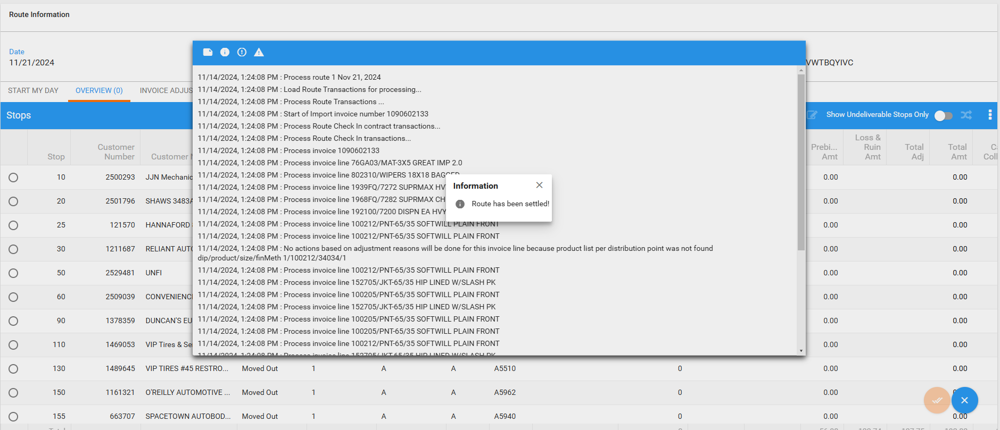 Route Information
Date
11/21/2024
VWTBQYIVC
START MY DAY
OVERVIEW (0)
INVOICE ADJUS
Stops
Show Undeliverable Stops Only
Stop
Customer Number
Customer
Prebi... Amt
Loss & Ruin Amt
Total Adj
Total Amt
11/14/2024, 1:24:08 PM : Process route 1 Nov 21, 2024
11/14/2024, 1:24:08 PM : Load Route Transactions for processing...
11/14/2024, 1:24:08 PM : Process Route Transactions ...
11/14/2024, 1:24:08 PM : Start of Import invoice number 1090602133
11/14/2024, 1:24:08 PM : Process Route Check In contract transactions...
11/14/2024, 1:24:08 PM : Process Route Check In transactions...
11/14/2024, 1:24:08 PM : Process invoice 1090602133
11/14/2024, 1:24:08 PM : Process invoice line 76GA03/MAT-3X5 GREAT IMP 2.0
11/14/2024, 1:24:08 PM : Process invoice line 802310/WIPERS 18X18 BAGGED
11/14/2024, 1:24:08 PM : Process invoice line 1939FQ/7272 SUPRMAX HV
11/14/2024, 1:24:08 PM : Process invoice line 1968FQ/7282 SUPRMAX CH
11/14/2024, 1:24:08 PM : Process invoice line 192100/7200 DISPN EA HVY
11/14/2024, 1:24:08 PM : Process invoice line 100212/PNT-65/35 SOFTWILL PLAIN FRONT
11/14/2024, 1:24:08 PM : Process invoice line 100212/PNT-65/35 SOFTWILL PLAIN FRONT
11/14/2024, 1:24:08 PM : No actions based on adjustment reasons will be done for this invoice line because product list per distribution point was not found
dip/product/size/finMeth 1/100212/34034/1
11/14/2024, 1:24:08 PM : Process invoice line 100212/PNT-65/35 SOFTWILL PLAIN FRONT
11/14/2024, 1:24:08 PM : Process invoice line 152705/JKT-65/35 HIP LINED W/SLASH PK
11/14/2024, 1:24:08 PM : Process invoice line 100205/PNT-65/35 SOFTWILL PLAIN FRONT
11/14/2024, 1:24:08 PM : Process invoice line 152705/JKT-65/35 HIP LINED W/SLASH PK
11/14/2024, 1:24:08 PM : Process invoice line 100205/PNT-65/35 SOFTWILL PLAIN FRONT
11/14/2024, 1:24:08 PM : Process invoice line 100205/PNT-65/35 SOFTWILL PLAIN FRONT
11/14/2024, 1:24:08 PM : Process invoice line 100212/PNT-65/35 SOFTWILL PLAIN FRONT
11/14/2024, 1:24:08 PM : Process invoice line 152705/JKT-65/35 HIP LINED W/SLASH PK
Information
Route has been settled!
10 2500293 JJN Mechanic 0.00 0.00
20 2501796 SHAWS 3483A 0.00 0.00
25 121570 HANNAFORD 0.00 0.00
30 1211687 RELIANT AUTO 0.00 0.00
50 2529481 UNFI 0.00 0.00
60 2509039 CONVENIENC 0.00 0.00
90 1378359 DUNCAN'S EU 0.00 0.00
110 1469053 VIP Tires & Se 0.00 0.00
130 1489645 VIP TIRES #45 RESTRO... Moved Out 1 A A A5510 0 0.00 0.00
150 1161321 O'REILLY AUTOMOTIVE ... Moved Out 1 A A A5962 0 0.00
155 663707 SPACETOWN AUTOBOD... Moved Out 1 A A A5940 0 0.00 0.00